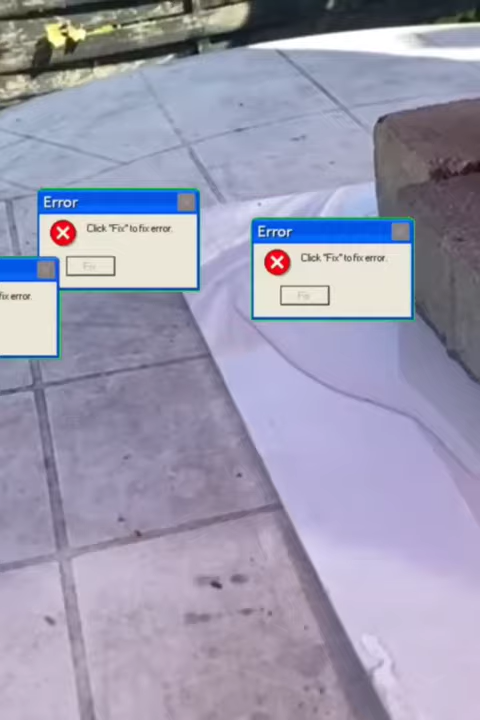 Error
Click "Fix" to fix error.
Fix
Error
Click "Fix" to fix error.
Fix
fix error.